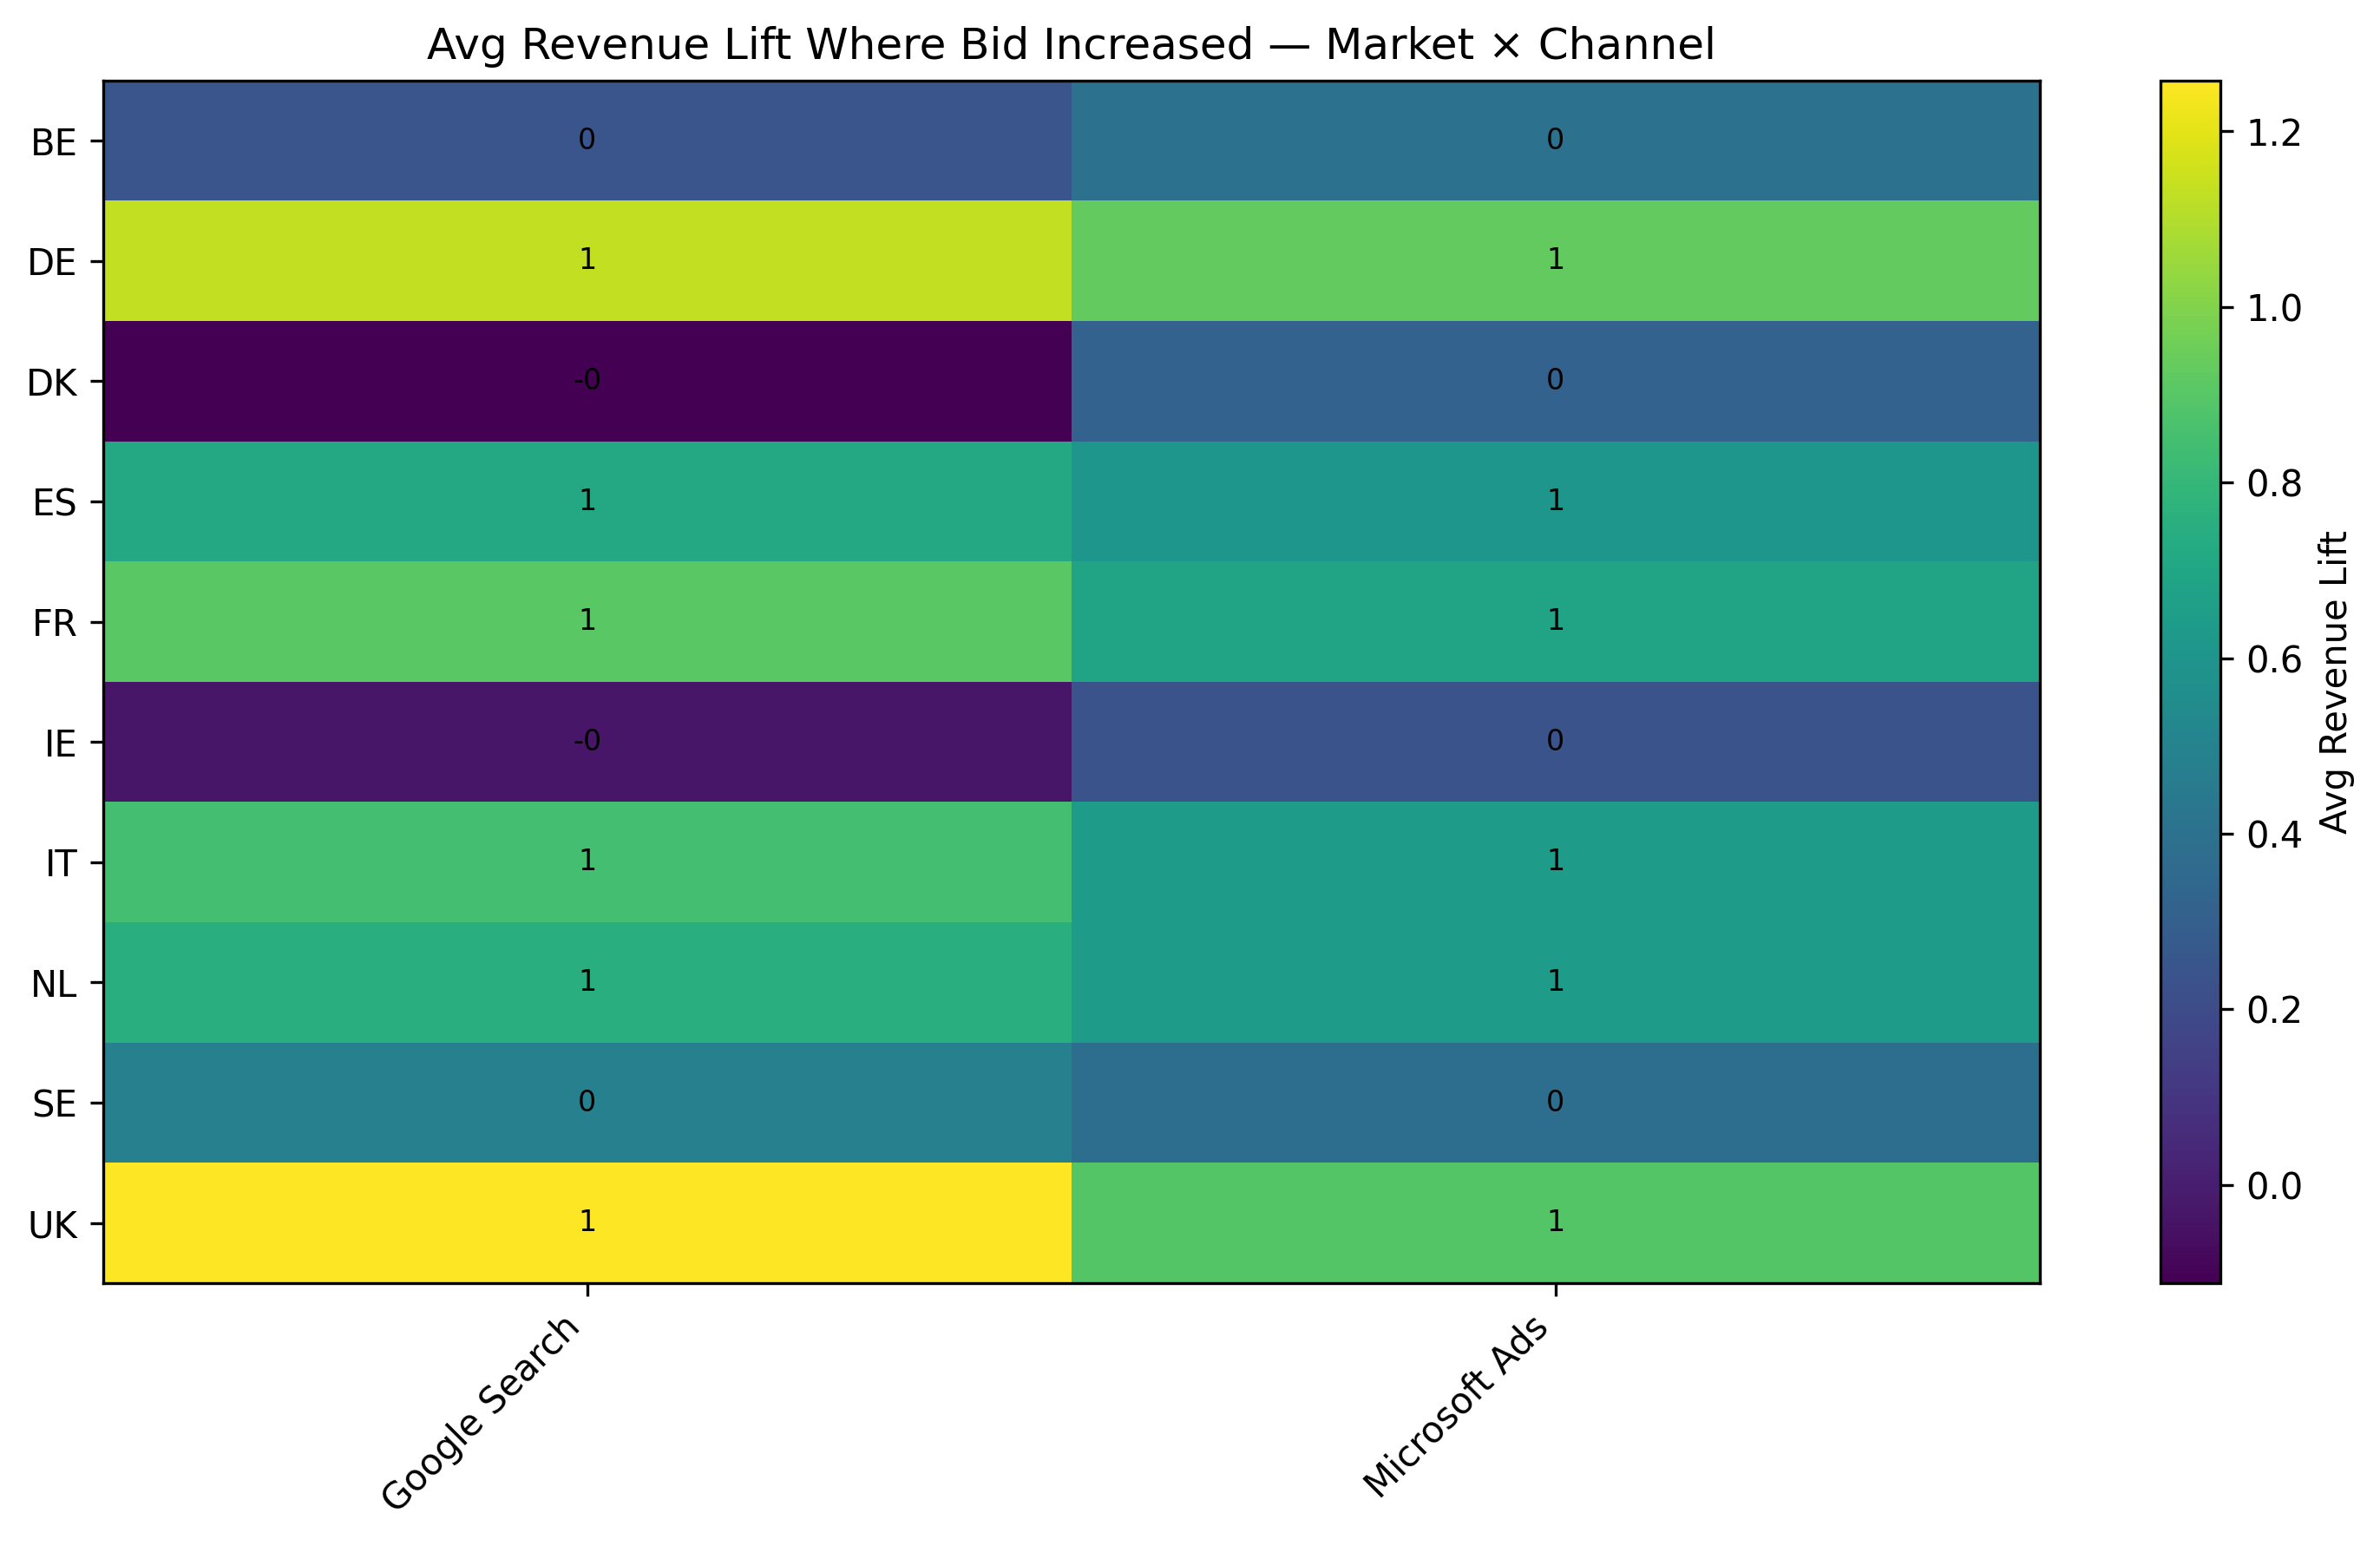 Avg Revenue Lift Where Bid Increased — Market × Channel
BE 0 0
DE 1 1
DK -0 0
ES 1 1
FR 1 1
IE -0 0
IT 1 1
NL 1 1
SE 0 0
UK 1 1
Google Search
Microsoft Ads
1.2
1.0
0.8
0.6
0.4
0.2
0.0
Avg Revenue Lift